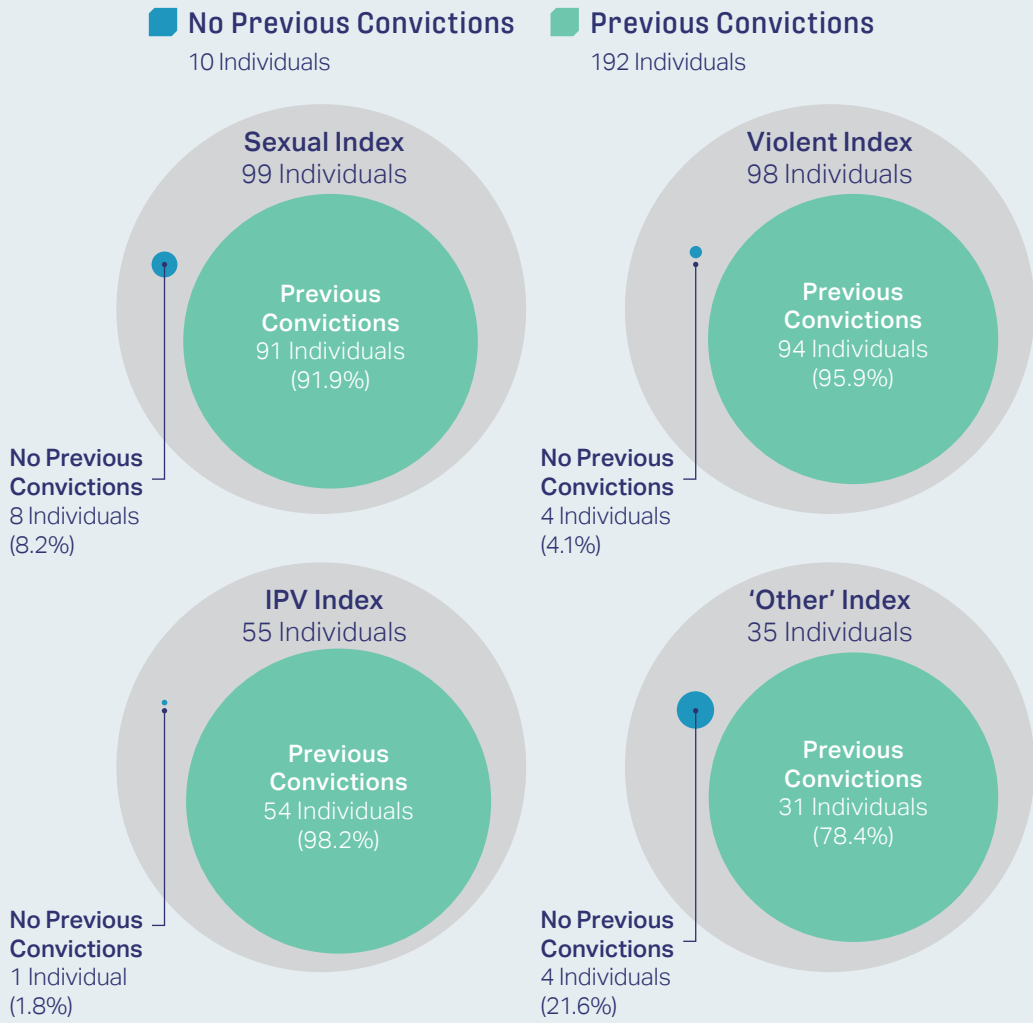 No Previous Convictions
10 Individuals
Previous Convictions
192 Individuals
Sexual Index
99 Individuals
Previous
Convictions
91 Individuals
(91.9%)
No Previous
Convictions
8 Individuals
(8.2%)
Violent Index
98 Individuals
Previous
Convictions
94 Individuals
(95.9%)
No Previous
Convictions
4 Individuals
(4.1%)
IPV Index
55 Individuals
Previous
Convictions
54 Individuals
(98.2%)
No Previous
Convictions
1 Individual
(1.8%)
‘Other’ Index
35 Individuals
Previous
Convictions
31 Individuals
(78.4%)
No Previous
Convictions
4 Individuals
(21.6%)